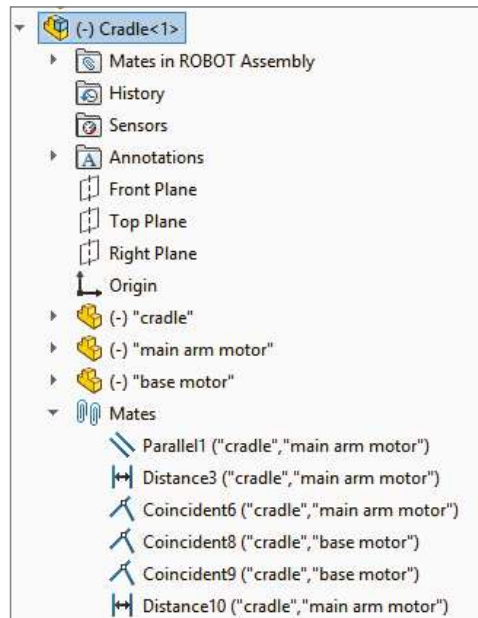 (-) Cradle<1>
Mates in ROBOT Assembly
History
Sensors
Annotations
Front Plane
Top Plane
Right Plane
Origin
(-) "cradle"
(-) "main arm motor"
(-) "base motor"
Mates
Parallel1 ("cradle","main arm motor")
Distance3 ("cradle","main arm motor")
Coincident6 ("cradle","main arm motor")
Coincident8 ("cradle","base motor")
Coincident9 ("cradle","base motor")
Distance10 ("cradle","main arm motor")